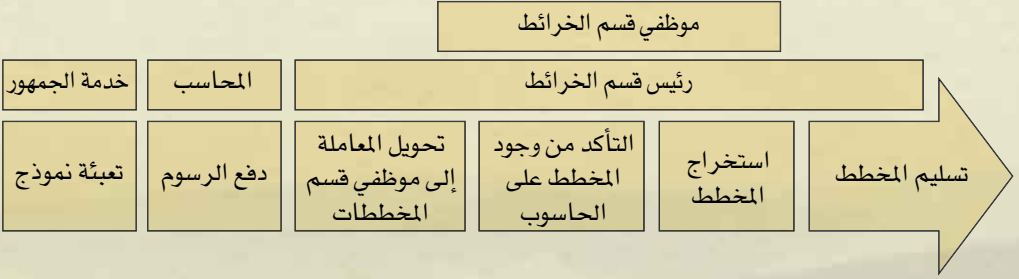 موظفي قسم الخرائط
رئيس قسم الخرائط
المحاسب
خدمة الجمهور
تسليم المخطط
استخراج
المخطط
التأكد من وجود
المخطط على
الحاسوب
تحويل المعاملة
إلى موظفي قسم
المخططات
دفع الرسوم
تعبئة نموذج